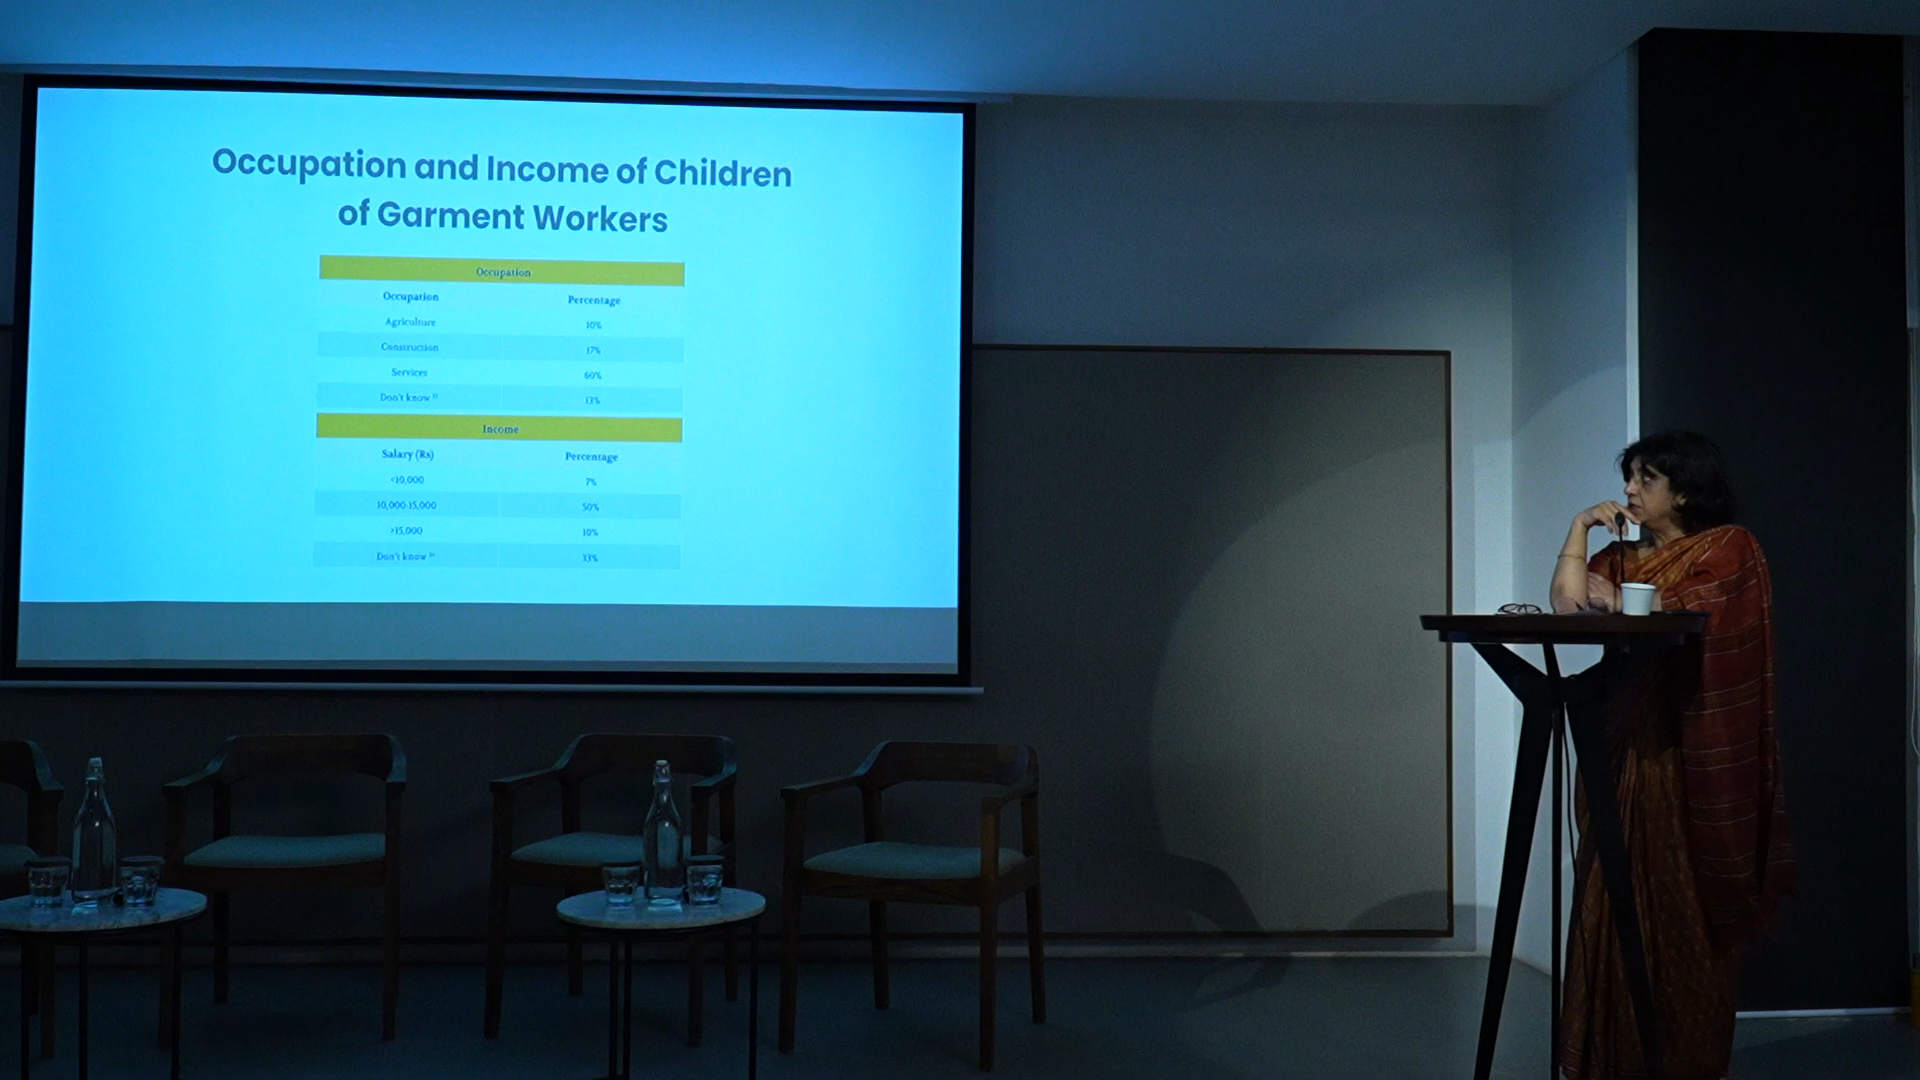 Occupation and Income of Children
of Garment Workers
Occupation
Occupation Percentage
Agriculture 10%
Construction 17%
Services 60%
Don't know
13%
Income
Salary (Rs) Percentage
<10,000 7%
10,000-15,000 50%
>15,000 10%
Don't know
33%